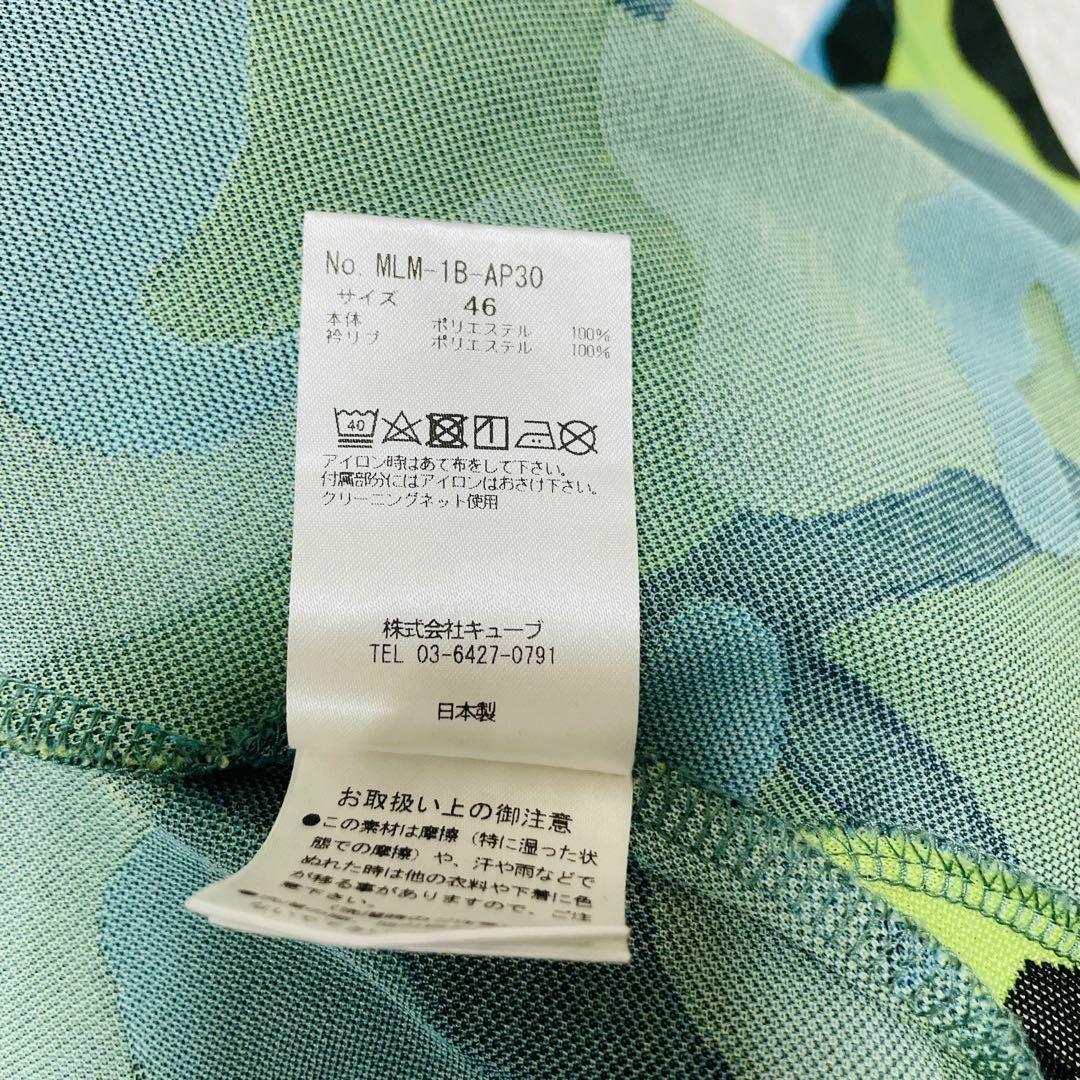 No. MLM-1B-AP30
サイズ 46
本体 ポリエステル 100%
衿リブ ポリエステル 100%
40
アイロン時はあて布をして下さい。
付属部分にはアイロンはおさけ下さい。
クリーニングネット使用
株式会社キューブ
TEL 03-6427-0791
日本製
お取扱い上の御注意
●この素材は摩擦（特に湿った状
態での摩擦）や、汗や雨などで
ぬれた時は他の衣料や下着に色
が移る事がありますので、ご注
意下さい。